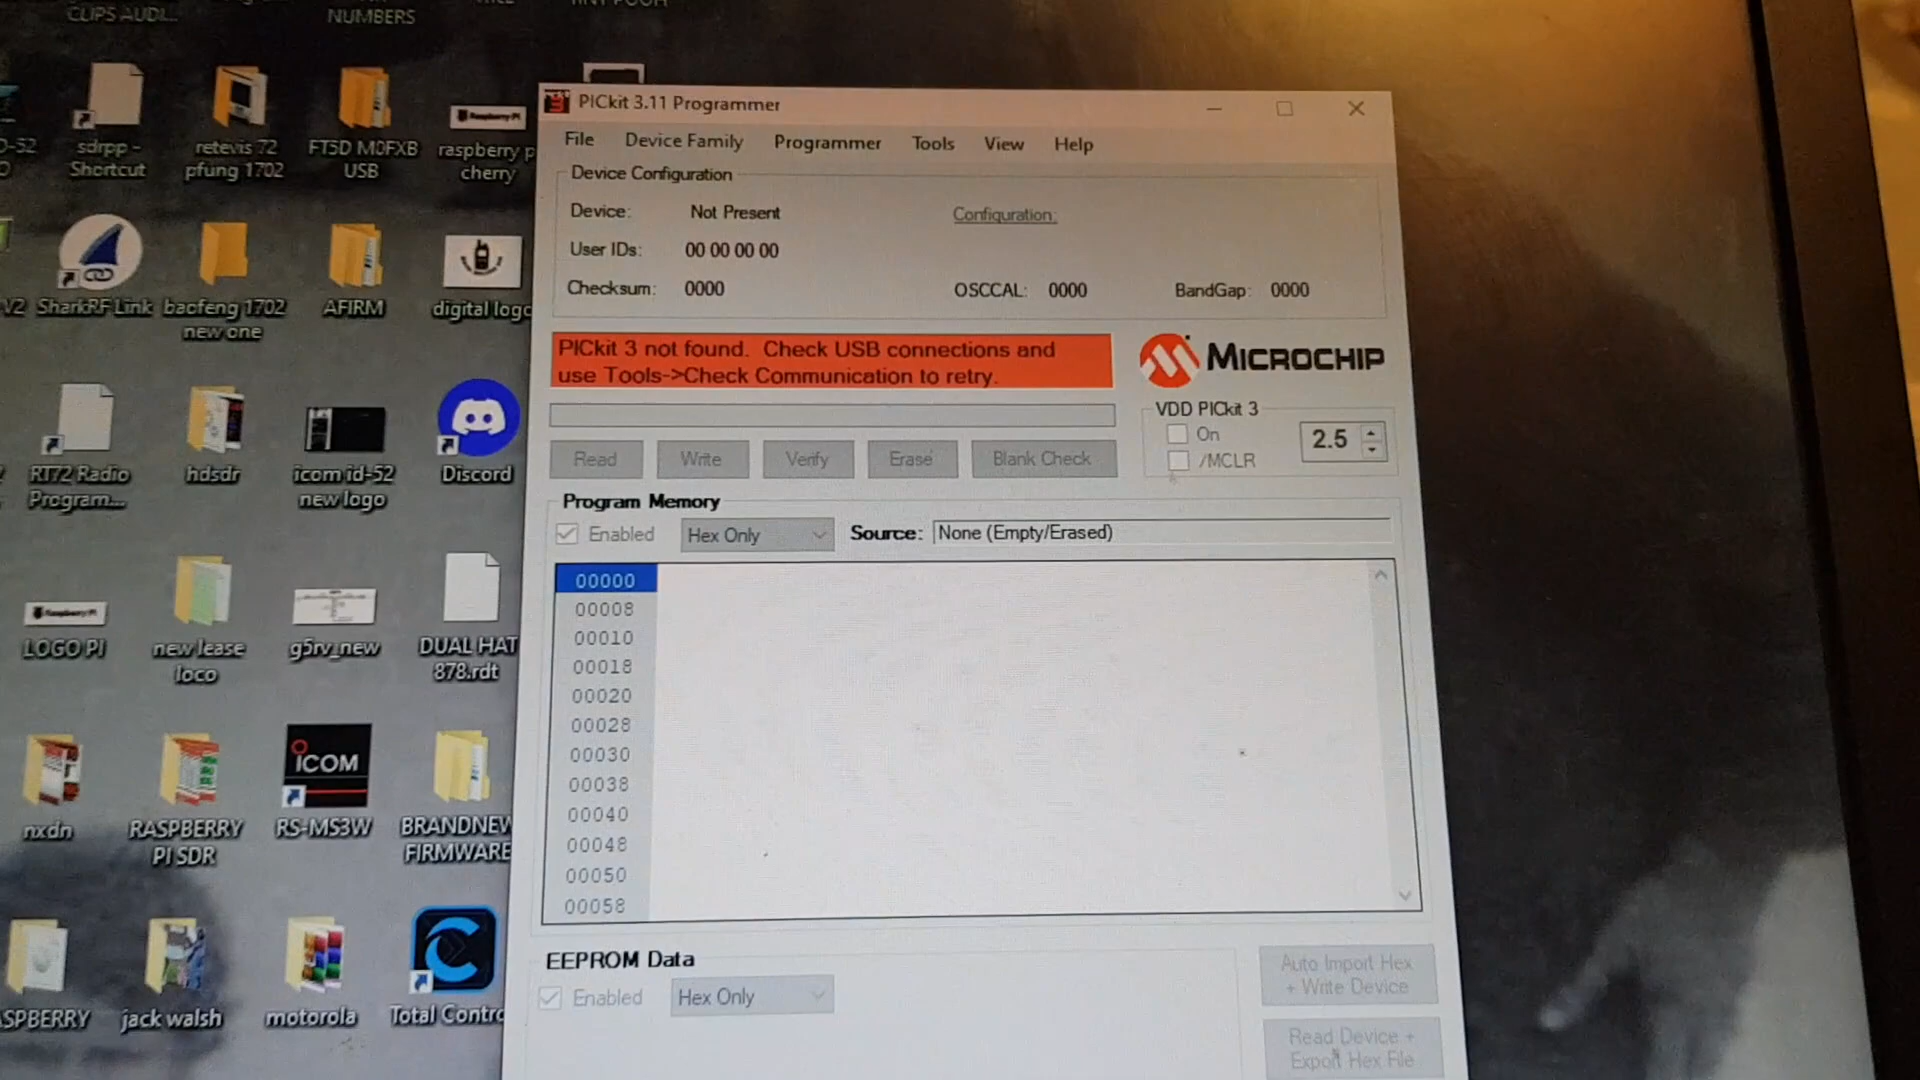 NUMBERS
sdrpp -
Shortcut
retevis 72
pfung 1702
FT5D M0FXB
USB
raspberry p
cherry
SharkRF Link
baofeng 1702
new one
AFIRM
digital logo
RT72 Radio
Program...
hdsdr
icom id-52
new logo
Discord
RaspberryPi
LOGO PI
new lease
loco
g5rv_new
DUAL HAT
878.rdt
nxdn
RASPBERRY
PI SDR
ICOM
RS-MS3W
BRANDNEW
FIRMWARE
SPBERRY
jack walsh
motorola
Total Contro
PICkit 3.11 Programmer
File Device Family Programmer Tools View Help
Device Configuration
Device: Not Present Configuration:
User IDs: 00 00 00 00
Checksum: 0000 OSCCAL: 0000 BandGap: 0000
PICkit 3 not found. Check USB connections and
use Tools->Check Communication to retry.
MICROCHIP
VDD PICkit 3
On
/MCLR
2.5
Read Write Verify Erase Blank Check
Program Memory
Enabled Hex Only Source: None (Empty/Erased)
00000
00008
00010
00018
00020
00028
00030
00038
00040
00048
00050
00058
EEPROM Data
Enabled Hex Only
Auto Import Hex
+ Write Device
Read Device +
Export Hex File